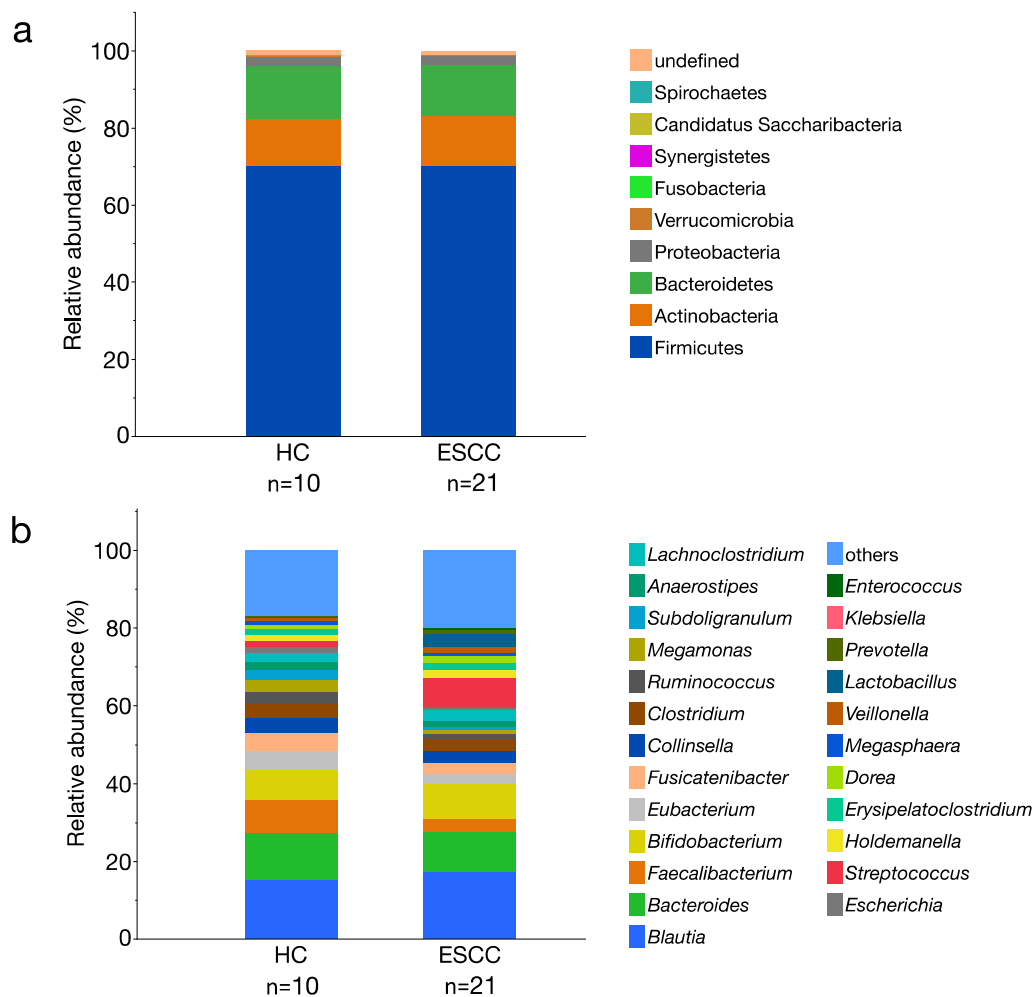 a
Relative abundance (%)
100
80
60
40
20
0
HC
n=10
ESCC
n=21
undefined
Spirochaetes
Candidatus Saccharibacteria
Synergistetes
Fusobacteria
Verrucomicrobia
Proteobacteria
Bacteroidetes
Actinobacteria
Firmicutes
b
Relative abundance (%)
100
80
60
40
20
0
HC
n=10
ESCC
n=21
Lachnoclostridium
Anaerostipes
Subdoligranulum
Megamonas
Ruminococcus
Clostridium
Collinsella
Fusicatenibacter
Eubacterium
Bifidobacterium
Faecalibacterium
Bacteroides
Blautia
others
Enterococcus
Klebsiella
Prevotella
Lactobacillus
Veillonella
Megasphaera
Dorea
Erysipelatoclostridium
Holdemanella
Streptococcus
Escherichia